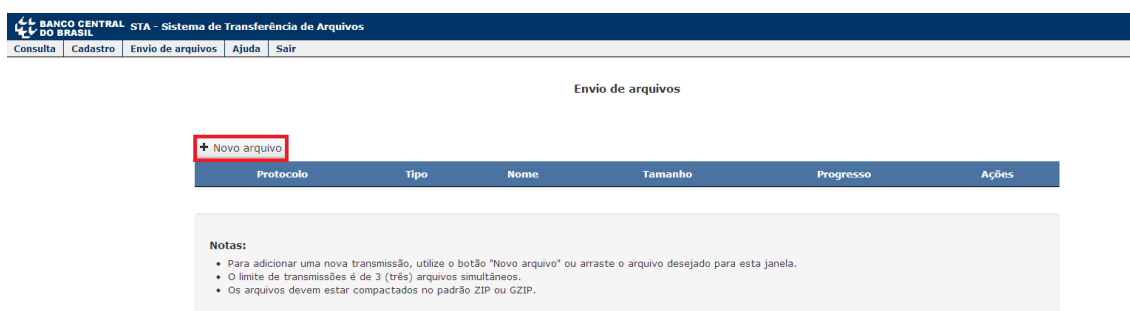 BANCO CENTRAL DO BRASIL STA - Sistema de Transferência de Arquivos
Consulta Cadastro Envio de arquivos Ajuda Sair
Envio de arquivos
+ Novo arquivo
Protocolo Tipo Nome Tamanho Progresso Ações
Notas:
• Para adicionar uma nova transmissão, utilize o botão "Novo arquivo" ou arraste o arquivo desejado para esta janela.
• O limite de transmissões é de 3 (três) arquivos simultâneos.
• Os arquivos devem estar compactados no padrão ZIP ou GZIP.